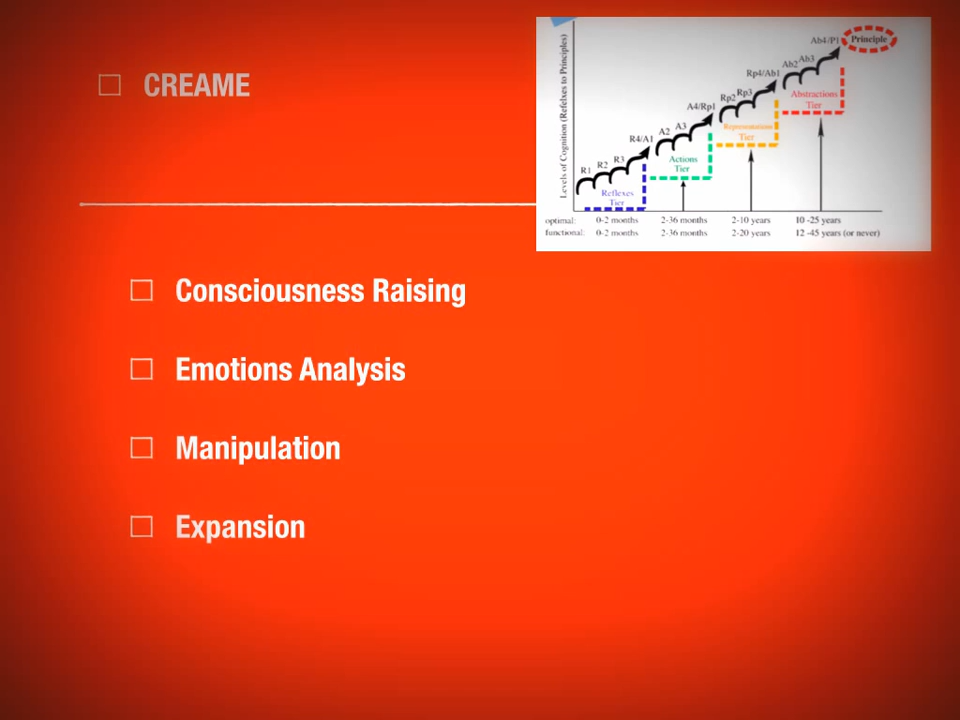 CREAME
Levels of Cognition (Refelxes to Principles)
Ab4/P1 Principle
Ab2 Ab3
Rp4/Ab1
Abstractions
Tier
Rp2 Rp3
A4/Rp1
Representations
Tier
A2 A3
R4/A1
Actions
Tier
R1 R2 R3
Reflexes
Tier
optimal: 0-2 months 2-36 months 2-10 years 10 -25 years
functional: 0-2 months 2-36 months 2-20 years 12 -45 years (or never)
Consciousness Raising
Emotions Analysis
Manipulation
Expansion